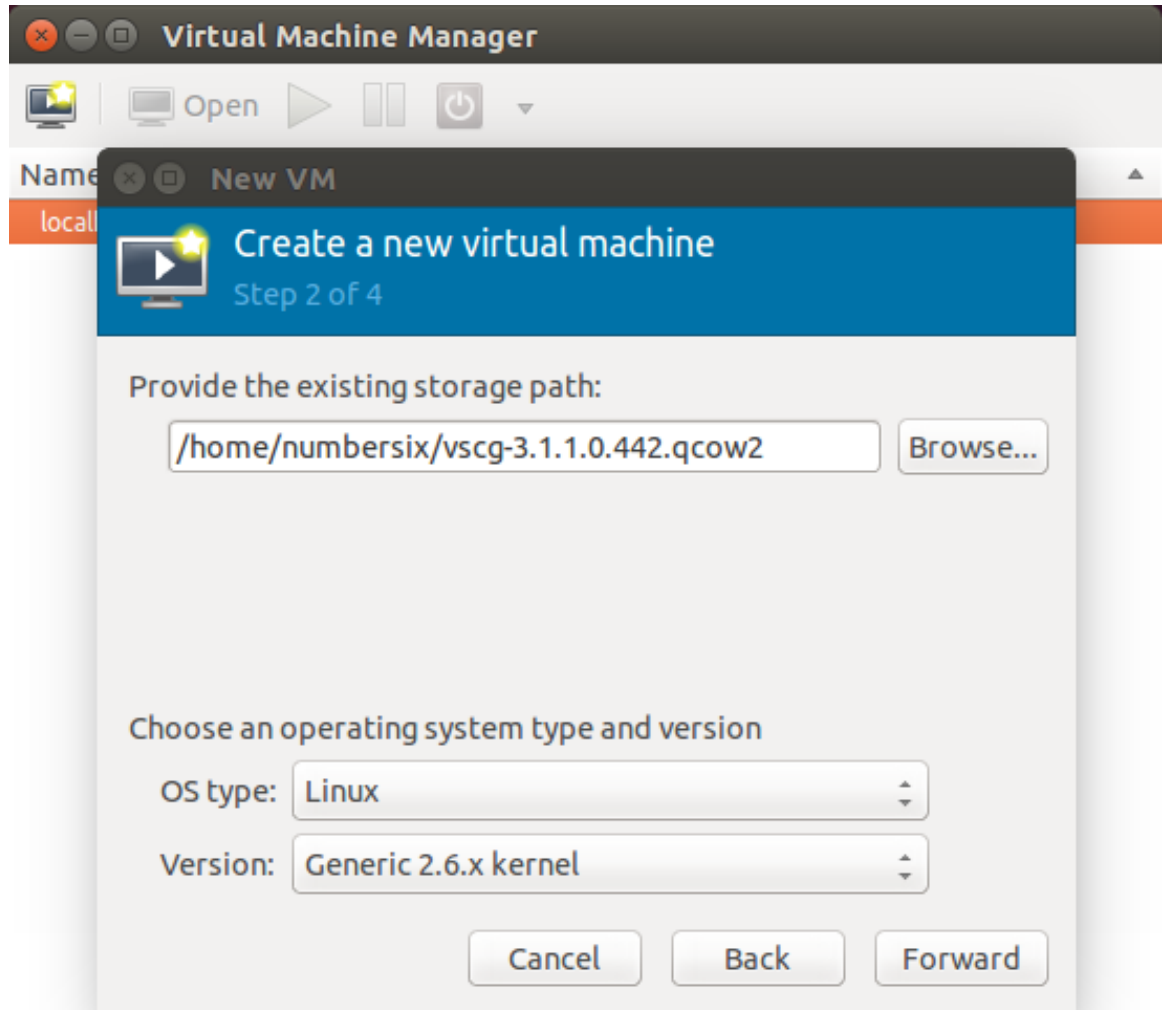 Virtual Machine Manager
Open
Name
New VM
Create a new virtual machine
Step 2 of 4
Provide the existing storage path:
/home/numbersix/vscg-3.1.1.0.442.qcow2 Browse...
Choose an operating system type and version
OS type: Linux
Version: Generic 2.6.x kernel
Cancel Back Forward